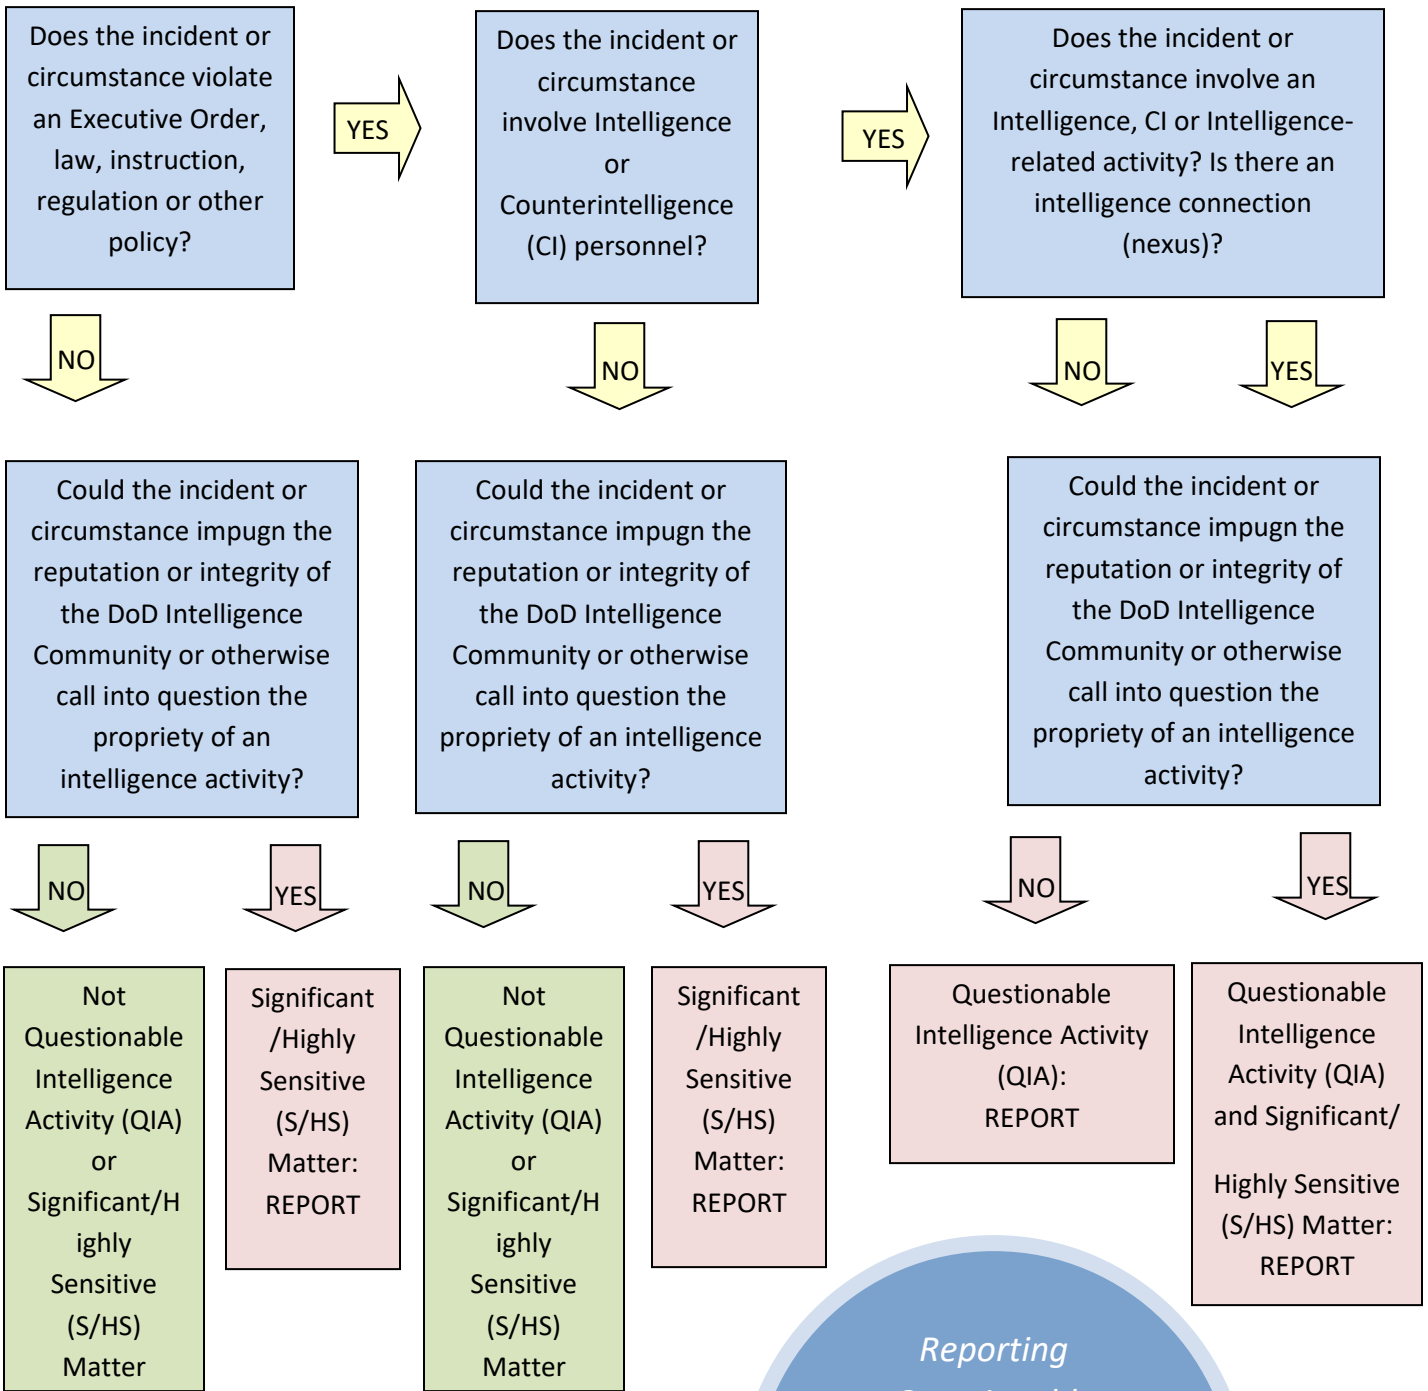 Does the incident or
circumstance violate
an Executive Order,
law, instruction,
regulation or other
policy?
YES
Does the incident or
circumstance
involve Intelligence
or
Counterintelligence
(CI) personnel?
YES
Does the incident or
circumstance involve an
Intelligence, CI or Intelligence-
related activity? Is there an
intelligence connection
(nexus)?
NO
NO
NO
YES
Could the incident or
circumstance impugn the
reputation or integrity of
the DoD Intelligence
Community or otherwise
call into question the
propriety of an
intelligence activity?
Could the incident or
circumstance impugn the
reputation or integrity of
the DoD Intelligence
Community or otherwise
call into question the
propriety of an intelligence
activity?
Could the incident or
circumstance impugn the
reputation or integrity of
the DoD Intelligence
Community or otherwise
call into question the
propriety of an intelligence
activity?
NO
YES
NO
YES
NO
YES
Not
Questionable
Intelligence
Activity (QIA)
or
Significant/H
ighly
Sensitive
(S/HS)
Matter
Significant
/Highly
Sensitive
(S/HS)
Matter:
REPORT
Not
Questionable
Intelligence
Activity (QIA)
or
Significant/H
ighly
Sensitive
(S/HS)
Matter
Significant
/Highly
Sensitive
(S/HS)
Matter:
REPORT
Questionable
Intelligence Activity
(QIA):
REPORT
Questionable
Intelligence
Activity (QIA)
and Significant/
Highly Sensitive
(S/HS) Matter:
REPORT
Reporting